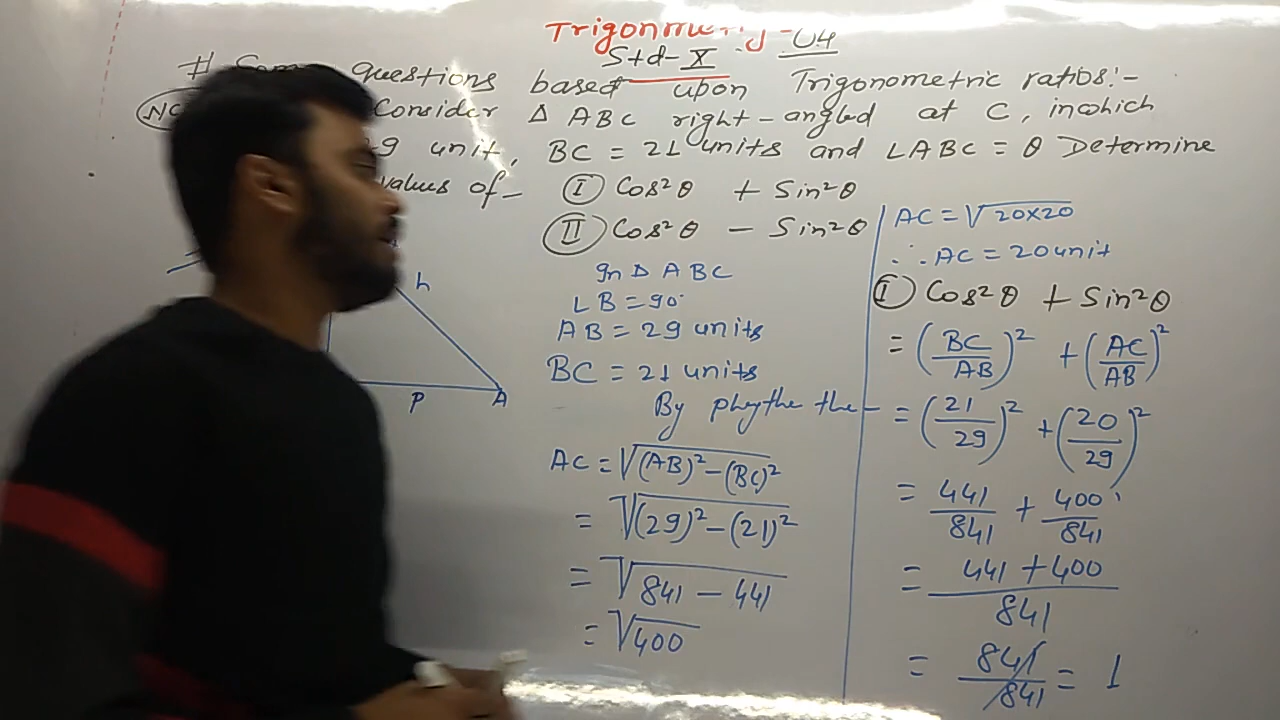 Trigonometry - 04
Std-X
# Some questions based upon Trigonometric ratios:-
Consider Δ ABC right-angled at C, in which
29 unit, BC = 21 units and ∠ABC = θ Determine
values of - (I) Cos²θ + Sin²θ
(II) Cos²θ - Sin²θ
h
P A
In Δ ABC
∠B = 90°
AB = 29 units
BC = 21 units
By phythe the-
AC = √(AB)² - (BC)²
= √(29)² - (21)²
= √841 - 441
= √400
AC = √20×20
∴ AC = 20 unit
(I) Cos²θ + Sin²θ
= (BC/AB)² + (AC/AB)²
= (21/29)² + (20/29)²
= 441/841 + 400/841
= 441 + 400/841
= 841/841 = 1